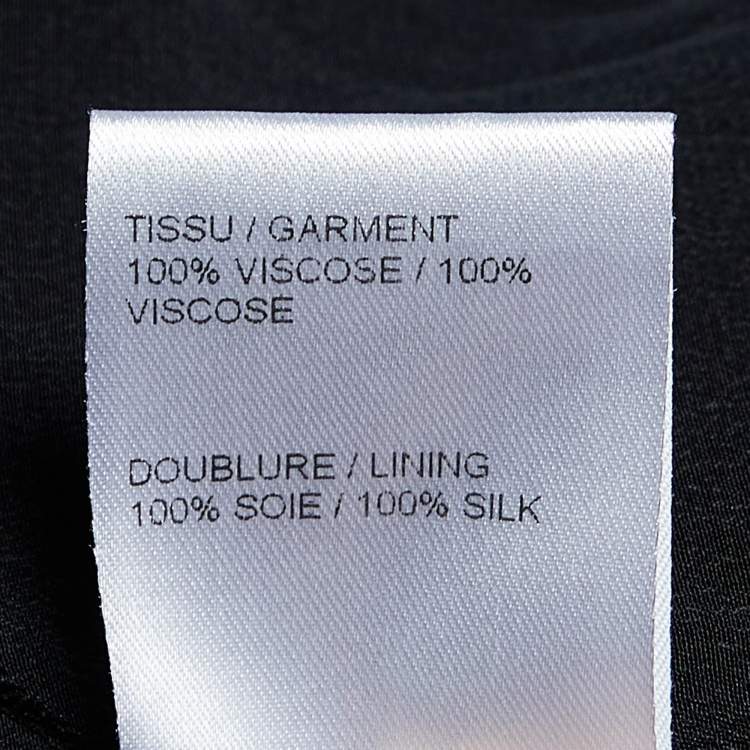 TISSU / GARMENT
100% VISCOSE / 100%
VISCOSE
DOUBLURE / LINING
100% SOIE / 100% SILK